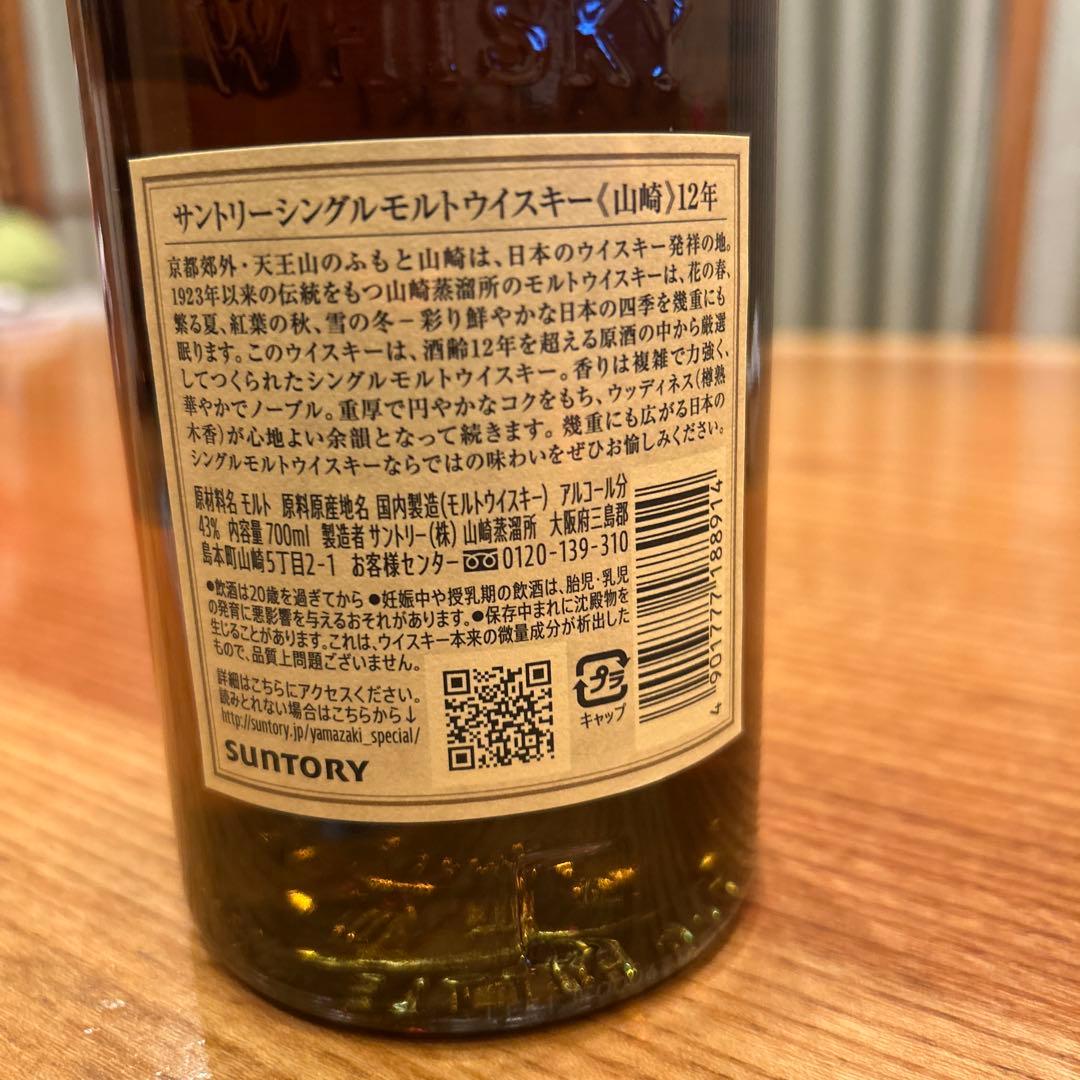 WHISKY
サントリーシングルモルトウイスキー《山崎》12年
京都郊外・天王山のふもと山崎は、日本のウイスキー発祥の地。
1923年以来の伝統をもつ山崎蒸溜所のモルトウイスキーは、花の春、
繁る夏、紅葉の秋、雪の冬－彩り鮮やかな日本の四季を幾重にも
眠ります。このウイスキーは、酒齢12年を超える原酒の中から厳選
してつくられたシングルモルトウイスキー。香りは複雑で力強く、
華やかでノーブル。重厚で円やかなコクをもち、ウッディネス(樽熟
木香)が心地よい余韻となって続きます。幾重にも広がる日本の
シングルモルトウイスキーならではの味わいをぜひお愉しみください。
原材料名 モルト 原料原産地名 国内製造(モルトウイスキー) アルコール分
43% 内容量 700ml 製造者 サントリー(株) 山崎蒸溜所 大阪府三島郡
島本町山崎5丁目2-1 お客様センター 0120-139-310
●飲酒は20歳を過ぎてから ●妊娠中や授乳期の飲酒は、胎児・乳児
の発育に悪影響を与えるおそれがあります。●保存中まれに沈殿物を
生じることがあります。これは、ウイスキー本来の微量成分が析出した
もので、品質上問題ございません。
詳細はこちらにアクセスください。
読みとれない場合はこちらから↓
http://suntory.jp/yamazaki_special/
SUNTORY
プラ
キャップ
4 901777 188914